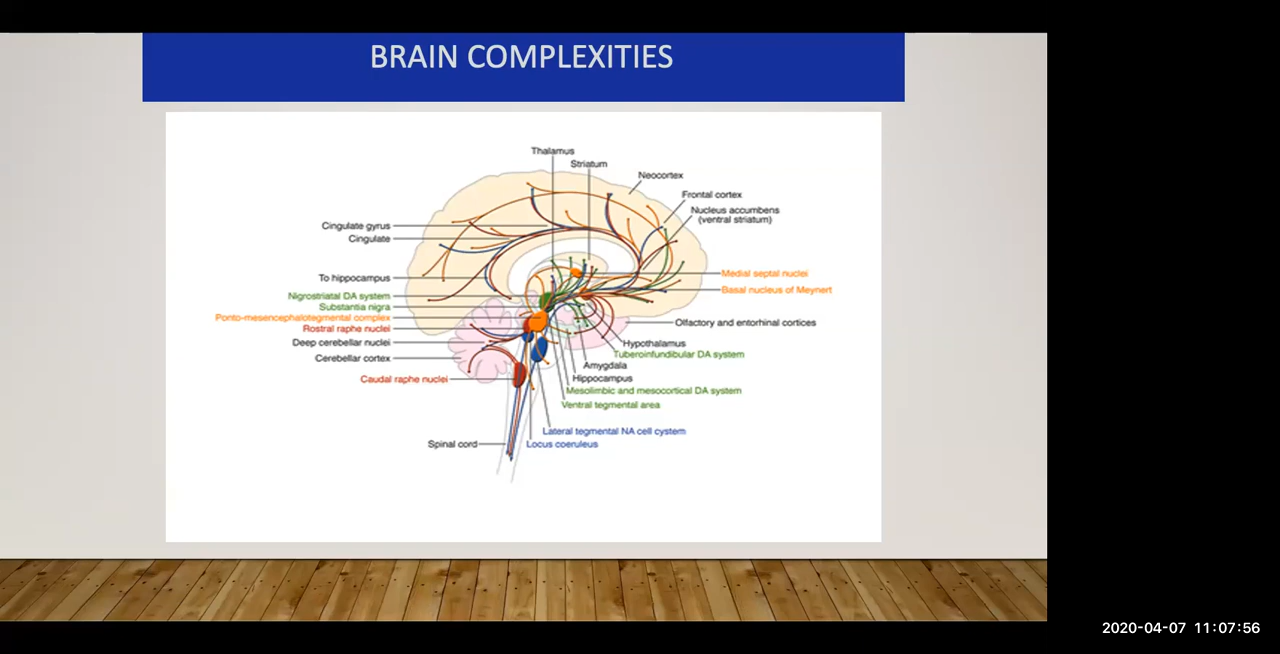 BRAIN COMPLEXITIES
Thalamus
Striatum
Neocortex
Frontal cortex
Nucleus accumbens
(ventral striatum)
Cingulate gyrus
Cingulate
To hippocampus
Medial septal nuclei
Basal nucleus of Meynert
Nigrostriatal DA system
Substantia nigra
Ponto-mesencephalotegmental complex
Rostral raphe nuclei
Deep cerebellar nuclei
Cerebellar cortex
Caudal raphe nuclei
Olfactory and entorhinal cortices
Hypothalamus
Tuberoinfundibular DA system
Amygdala
Hippocampus
Mesolimbic and mesocortical DA system
Ventral tegmental area
Lateral tegmental NA cell cystem
Spinal cord
Locus coeruleus
2020-04-07 11:07:56